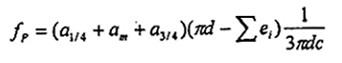 f_P = (a_{1/4} + a_m + a_{3/4})(πd − ∑e_i) \frac{1}{3πdc}